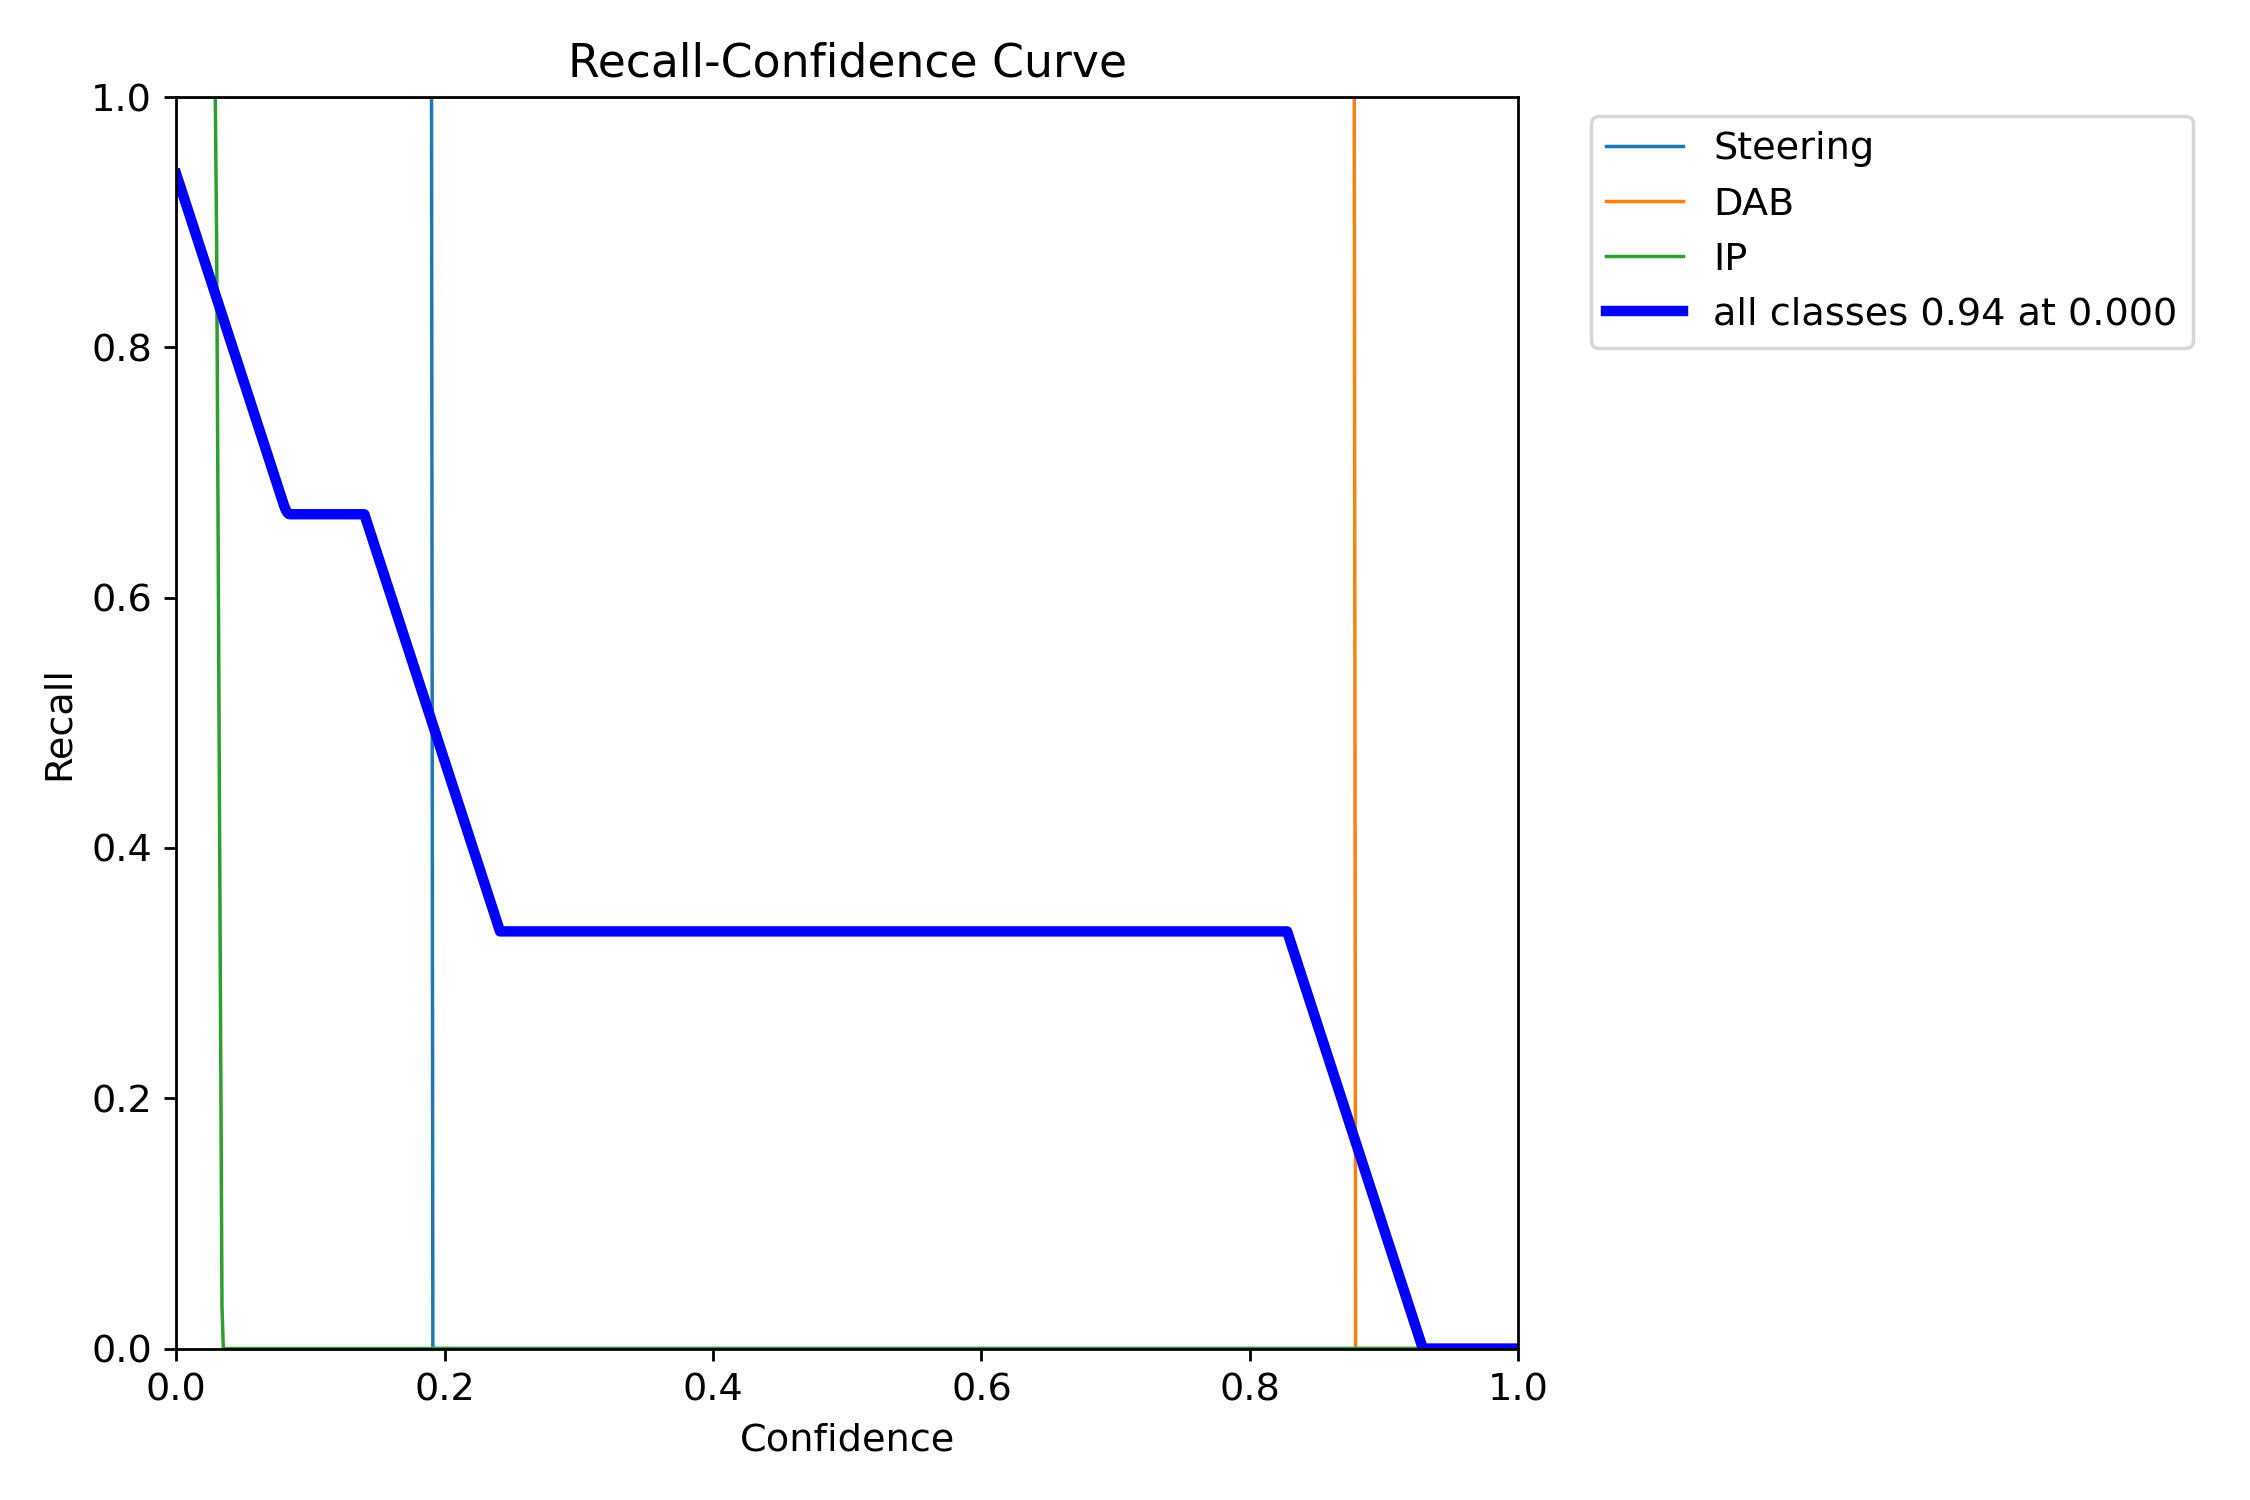 Recall-Confidence Curve
1.0
0.8
0.6
0.4
0.2
0.0
Recall
0.0 0.2 0.4 0.6 0.8 1.0
Confidence
Steering
DAB
IP
all classes 0.94 at 0.000